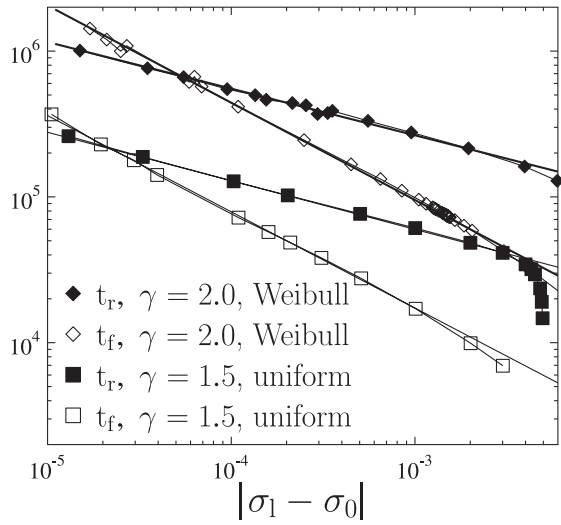 10^6
10^5
10^4
t_r, γ = 2.0, Weibull
t_f, γ = 2.0, Weibull
t_r, γ = 1.5, uniform
t_f, γ = 1.5, uniform
10^-5 10^-4 10^-3
|σ_1 − σ_0|